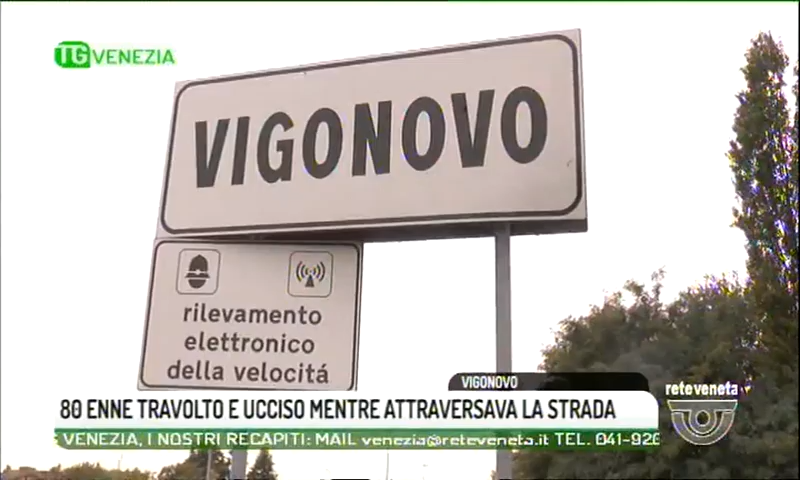 TG VENEZIA
VIGONOVO
rilevamento
elettronico
della velocitá
VIGONOVO
80 ENNE TRAVOLTO E UCCISO MENTRE ATTRAVERSAVA LA STRADA
reteveneta
VENEZIA, I NOSTRI RECAPITI: MAIL venezia@reteveneta.it TEL. 041-920